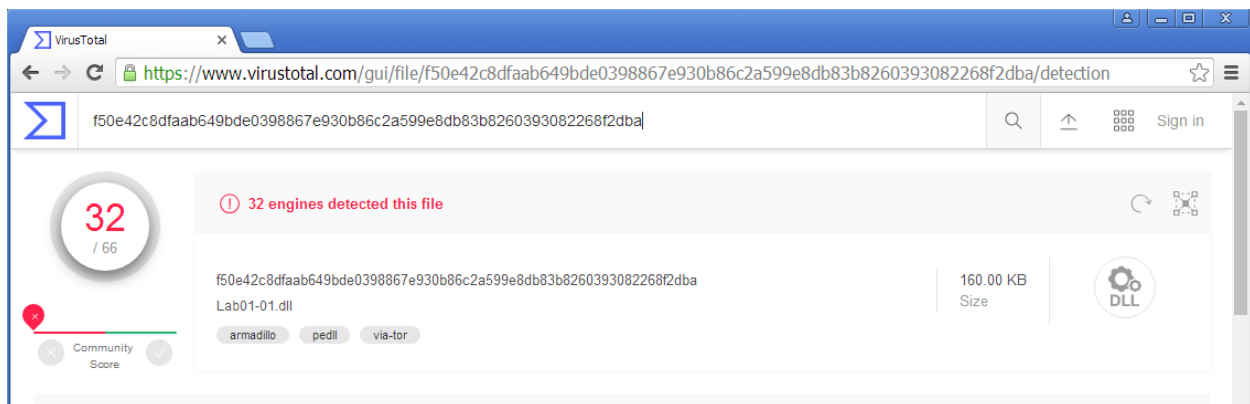 VirusTotal
https://www.virustotal.com/gui/file/f50e42c8dfaab649bde0398867e930b86c2a599e8db83b8260393082268f2dba/detection
f50e42c8dfaab649bde0398867e930b86c2a599e8db83b8260393082268f2dba
Sign in
32
/ 66
32 engines detected this file
f50e42c8dfaab649bde0398867e930b86c2a599e8db83b8260393082268f2dba
Lab01-01.dll
armadillo pedll via-tor
160.00 KB
Size
DLL
Community
Score